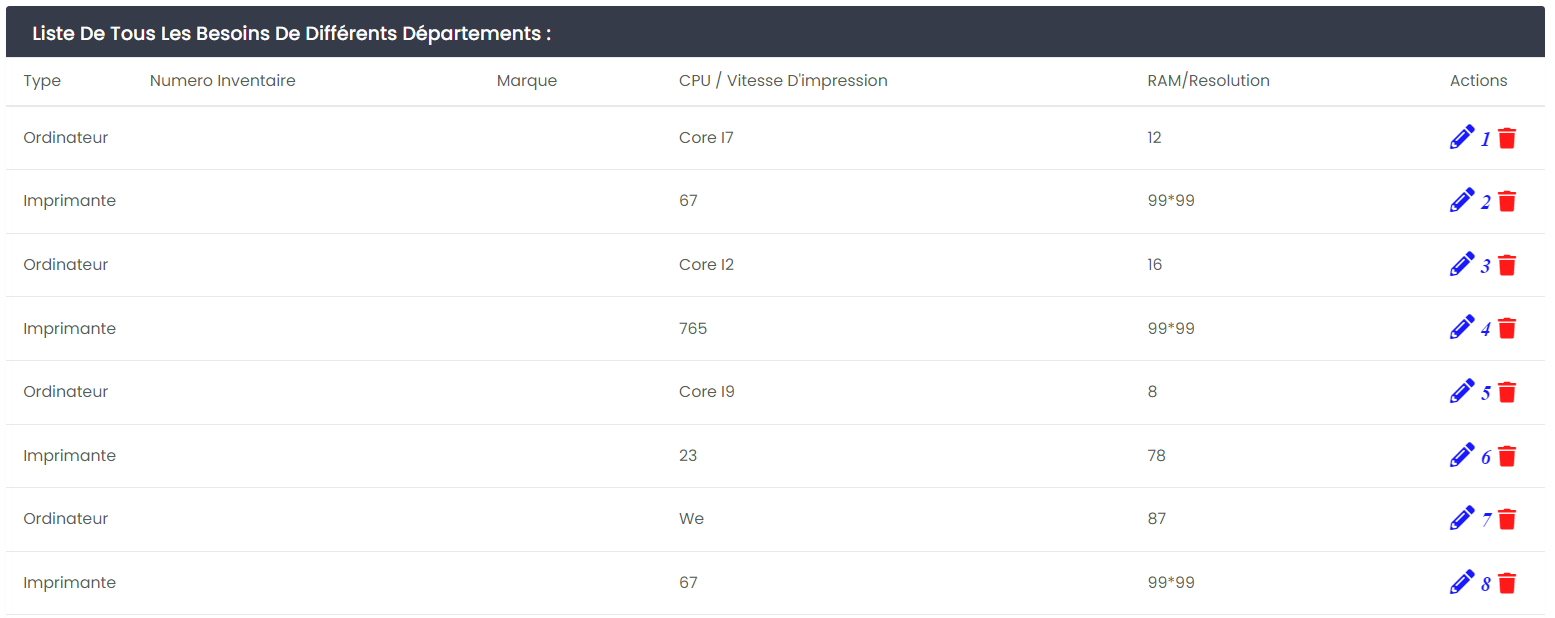 Liste De Tous Les Besoins De Différents Départements :
Type Numero Inventaire Marque CPU / Vitesse D'impression RAM/Resolution Actions
Ordinateur Core I7 12 1
Imprimante 67 99*99 2
Ordinateur Core I2 16 3
Imprimante 765 99*99 4
Ordinateur Core I9 8 5
Imprimante 23 78 6
Ordinateur We 87 7
Imprimante 67 99*99 8